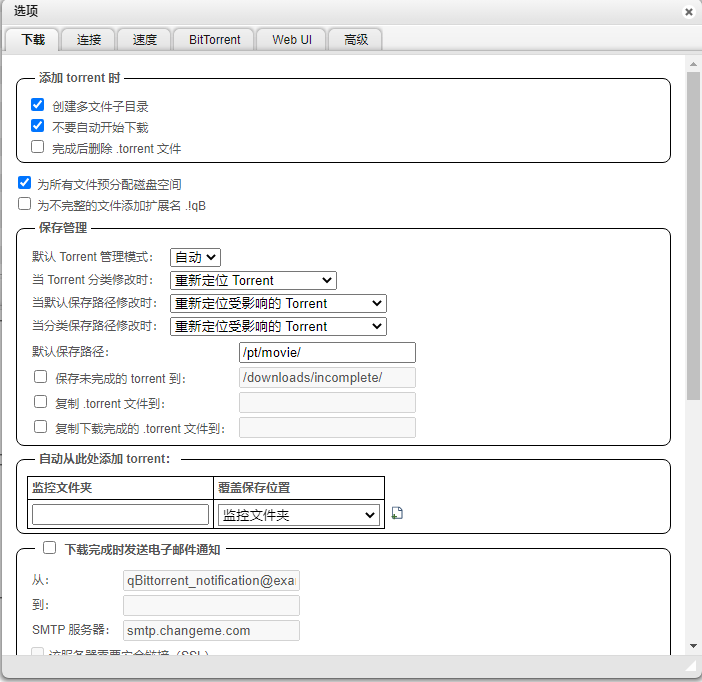 选项
下载 连接 速度 BitTorrent Web UI 高级
添加 torrent 时
创建多文件子目录
不要自动开始下载
完成后删除 .torrent 文件
为所有文件预分配磁盘空间
为不完整的文件添加扩展名 .!qB
保存管理
默认 Torrent 管理模式： 自动
当 Torrent 分类修改时： 重新定位 Torrent
当默认保存路径修改时： 重新定位受影响的 Torrent
当分类保存路径修改时： 重新定位受影响的 Torrent
默认保存路径： /pt/movie/
保存未完成的 torrent 到： /downloads/incomplete/
复制 .torrent 文件到：
复制下载完成的 .torrent 文件到：
自动从此处添加 torrent：
监控文件夹 覆盖保存位置
监控文件夹
下载完成时发送电子邮件通知
从： qBittorrent_notification@exa
到：
SMTP 服务器： smtp.changeme.com
该服务器需要安全链接（SSL）